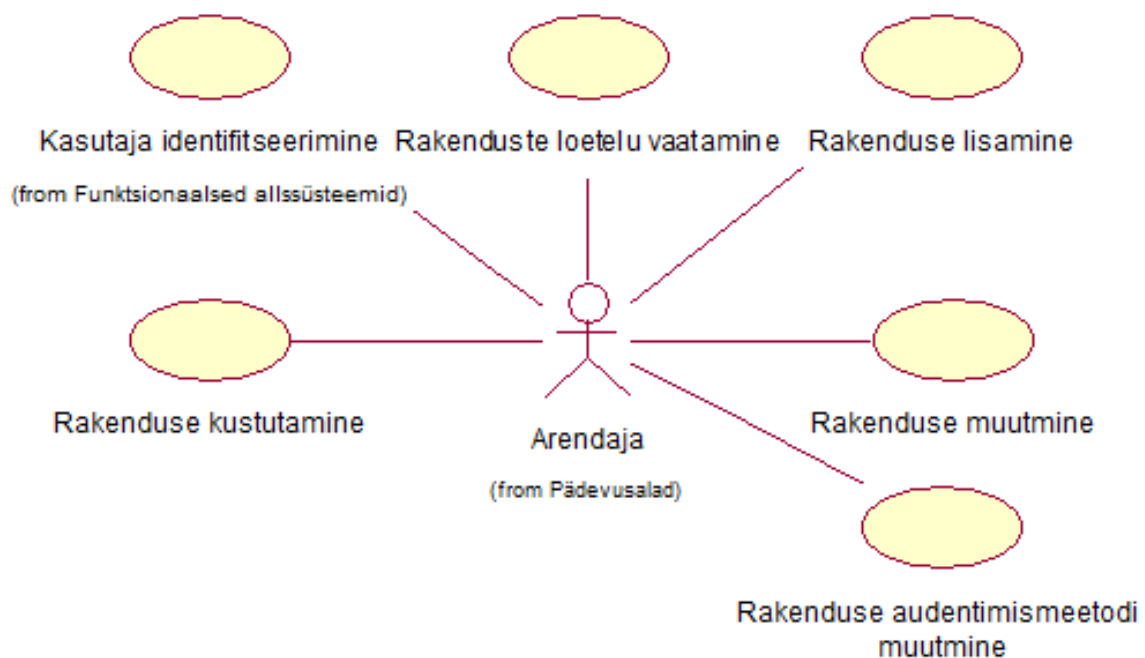 Kasutaja identifitseerimine
(from Funktsionaalsed allssüsteemid)
Rakenduste loetelu vaatamine
Rakenduse lisamine
Rakenduse kustutamine
Arendaja
(from Pädevusalad)
Rakenduse muutmine
Rakenduse audentimismeetodi
muutmine